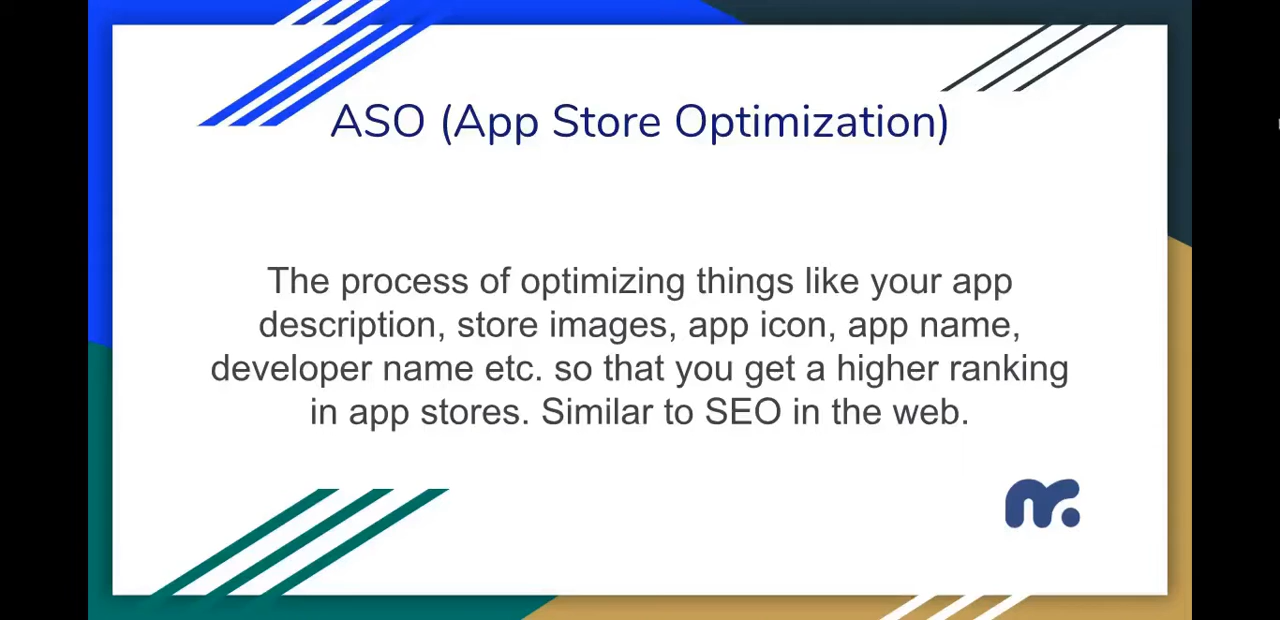 ASO (App Store Optimization)
The process of optimizing things like your app
description, store images, app icon, app name,
developer name etc. so that you get a higher ranking
in app stores. Similar to SEO in the web.